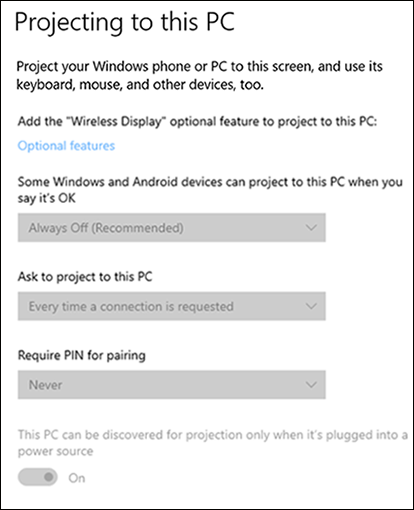 Projecting to this PC
Project your Windows phone or PC to this screen, and use its
keyboard, mouse, and other devices, too.
Add the "Wireless Display" optional feature to project to this PC:
Optional features
Some Windows and Android devices can project to this PC when you
say it's OK
Always Off (Recommended)
Ask to project to this PC
Every time a connection is requested
Require PIN for pairing
Never
This PC can be discovered for projection only when it's plugged into a
power source
On